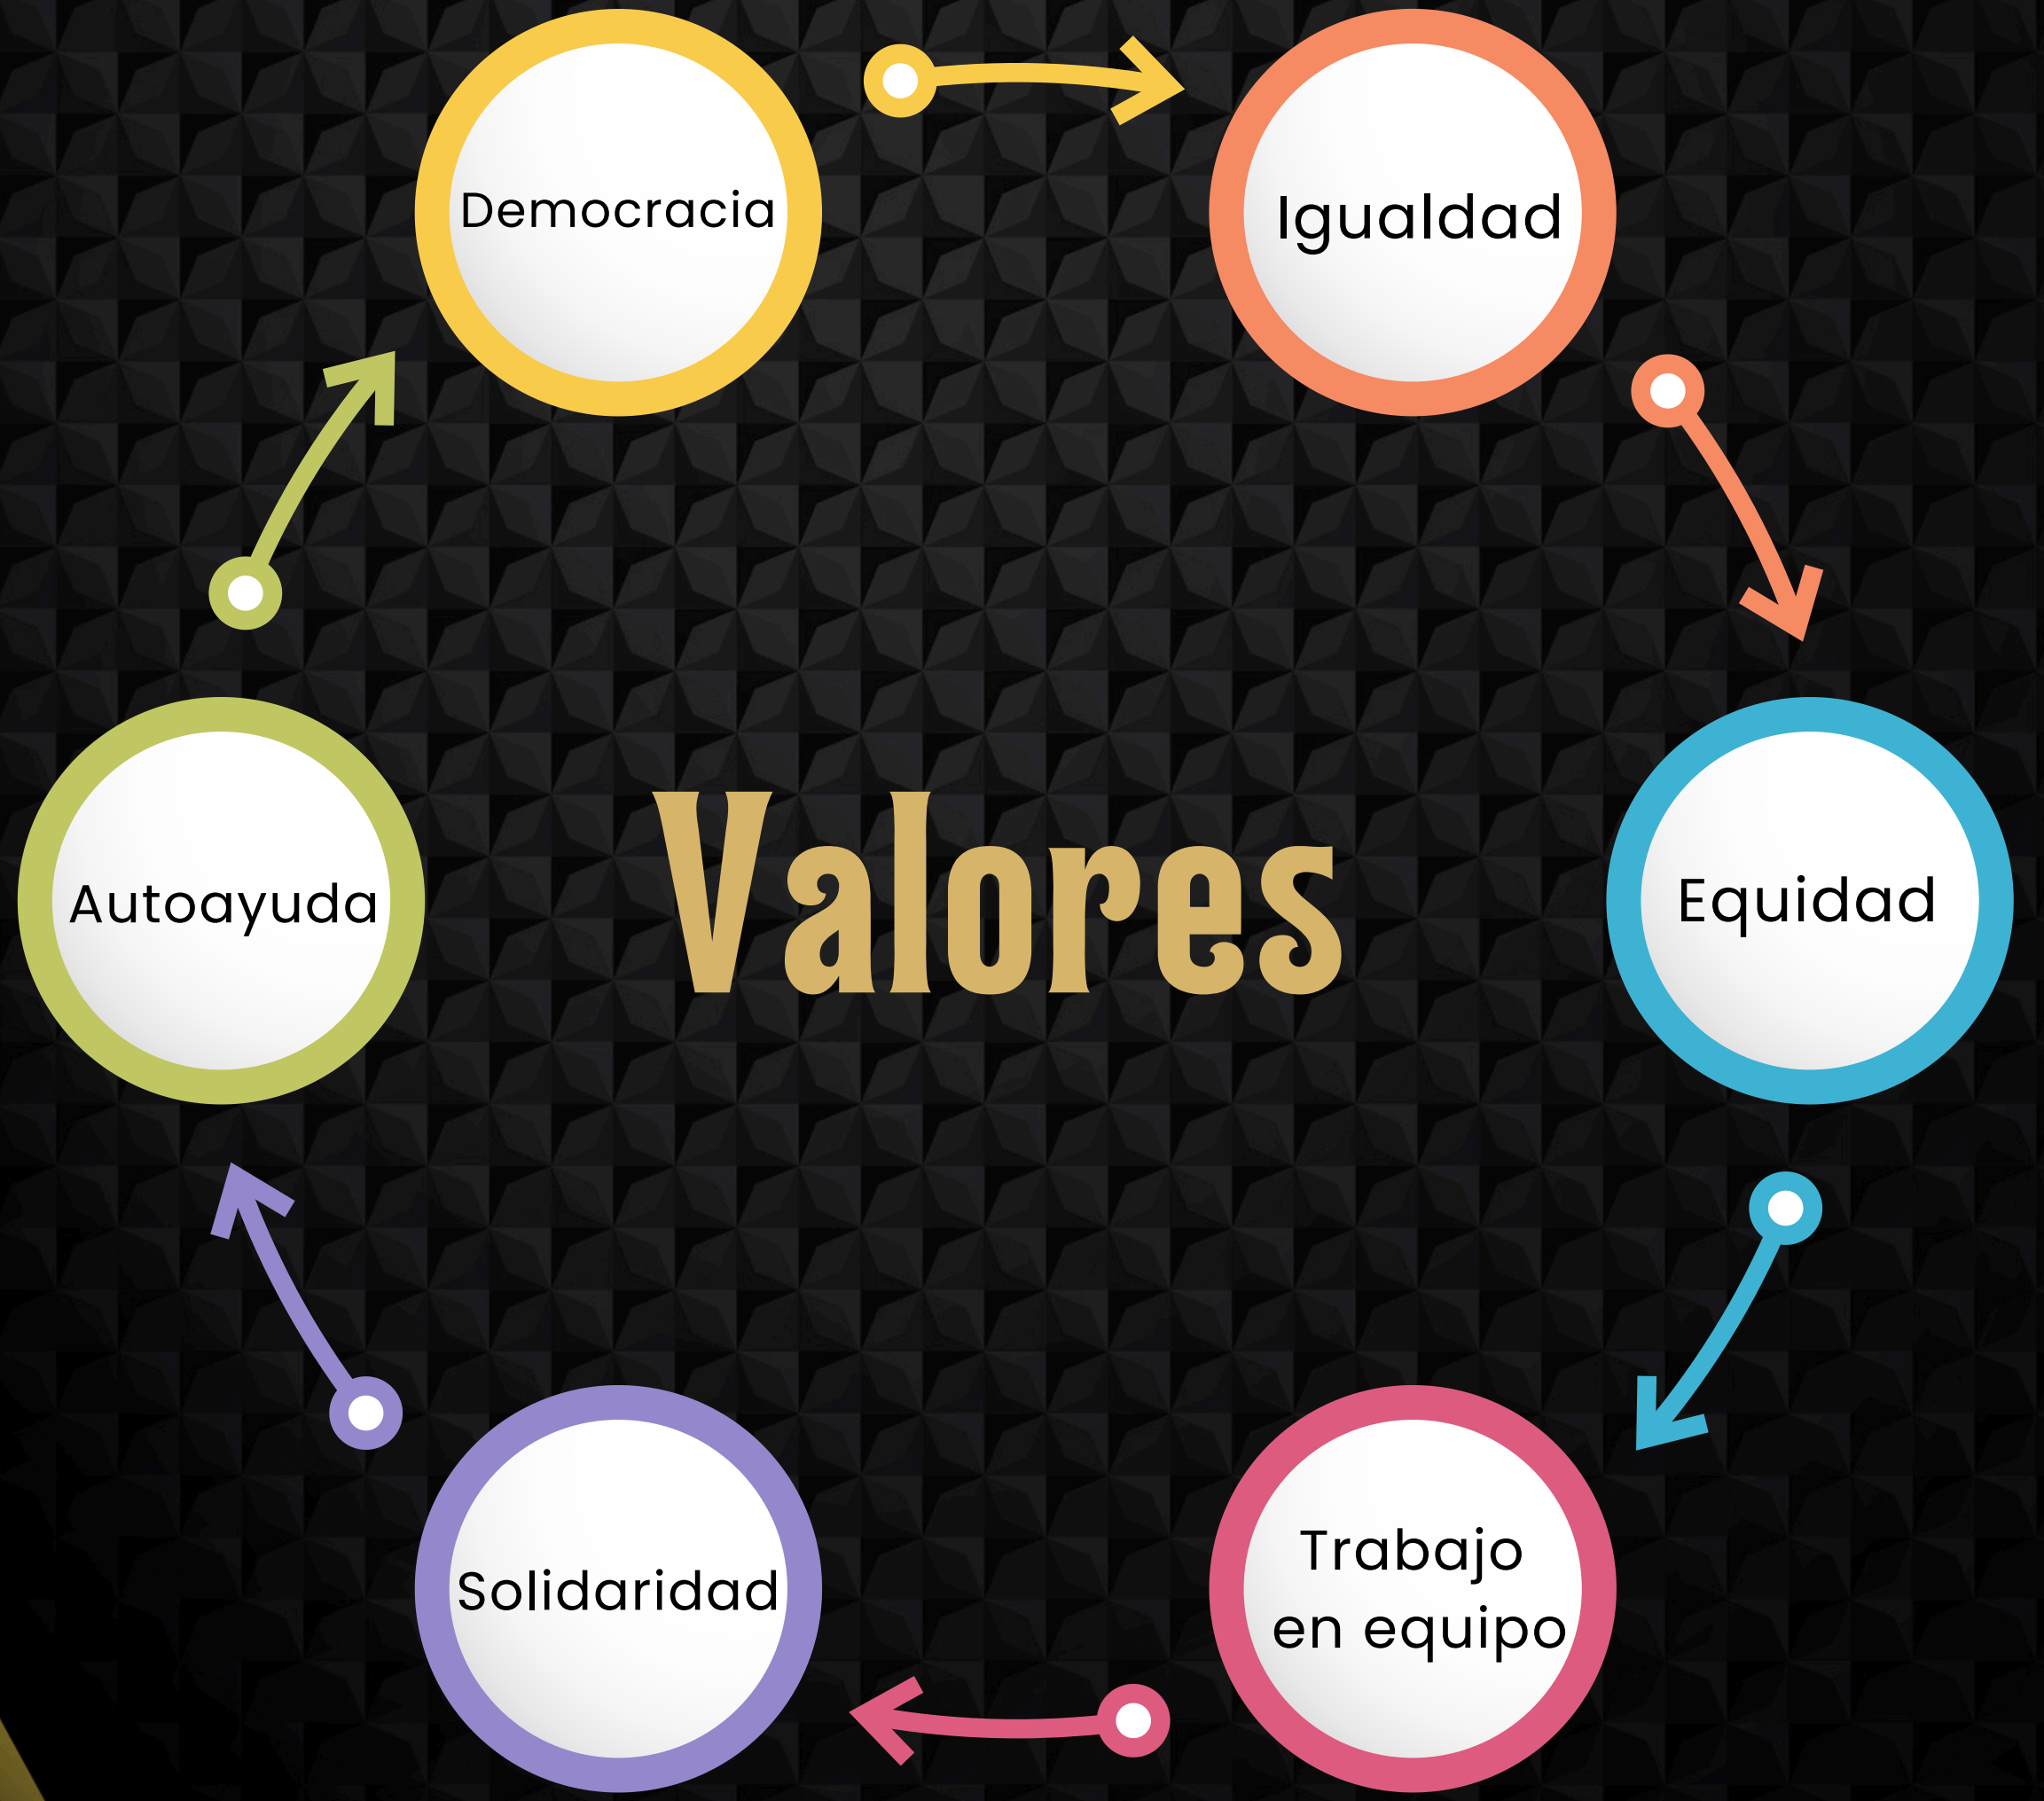 Democracia
Igualdad
Autoayuda
Valores
Equidad
Solidaridad
Trabajo
en equipo